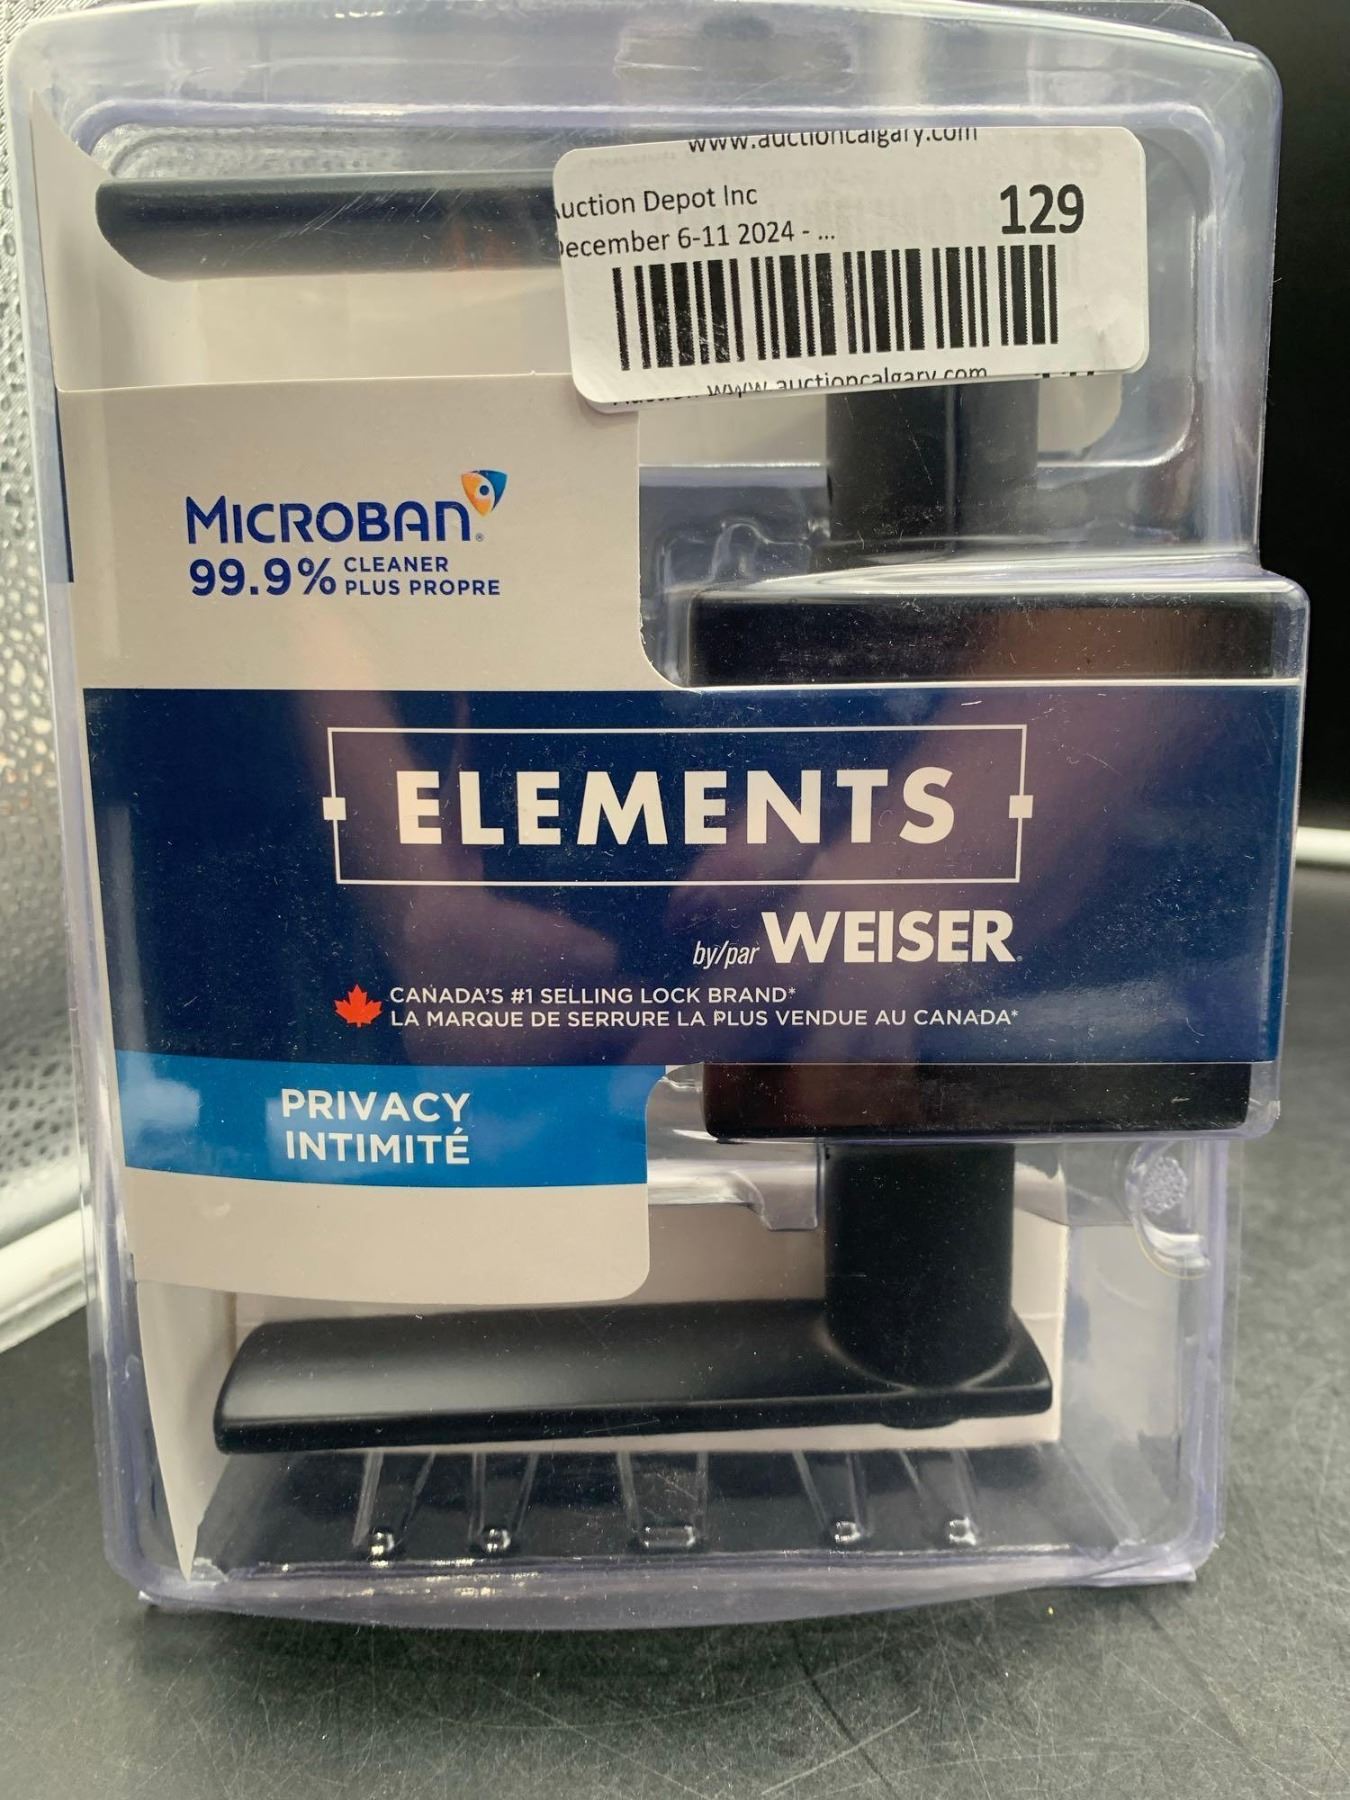 www.auctioncalgary.com
uction Depot Inc
129
ecember 6-11 2024 - ...
www.auctioncalgary.com
MICROBAN®
99.9% CLEANER
PLUS PROPRE
ELEMENTS
by/par WEISER®
CANADA'S #1 SELLING LOCK BRAND*
LA MARQUE DE SERRURE LA PLUS VENDUE AU CANADA*
PRIVACY
INTIMITÉ